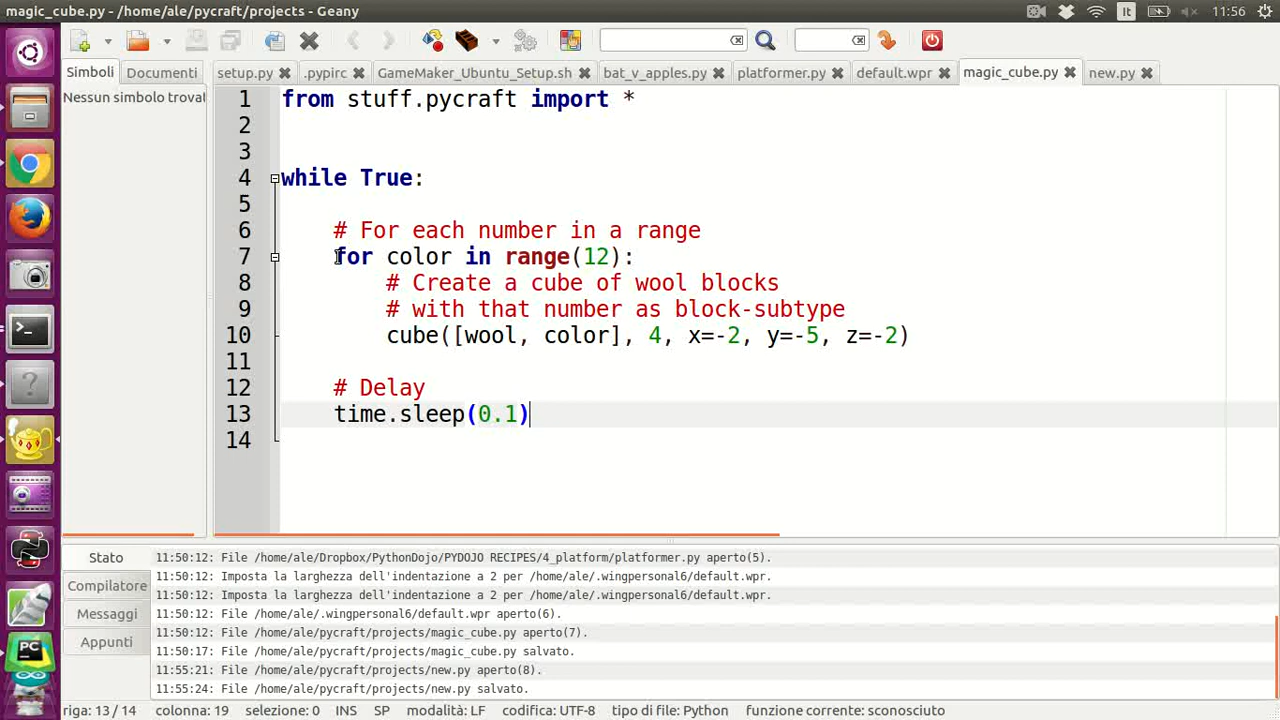 magic_cube.py - /home/ale/pycraft/projects - Geany
It
11:56
Simboli
Documenti
setup.py
.pypirc
GameMaker_Ubuntu_Setup.sh
bat_v_apples.py
platformer.py
default.wpr
magic_cube.py
new.py
Nessun simbolo trovat
1 from stuff.pycraft import *
2
3
4 while True:
5
6 # For each number in a range
7 for color in range(12):
8 # Create a cube of wool blocks
9 # with that number as block-subtype
10 cube([wool, color], 4, x=-2, y=-5, z=-2)
11
12 # Delay
13 time.sleep(0.1)
14
Stato
Compilatore
Messaggi
Appunti
11:50:12: File /home/ale/Dropbox/PythonDojo/PYDOJO RECIPES/4_platform/platformer.py aperto(5).
11:50:12: Imposta la larghezza dell'indentazione a 2 per /home/ale/.wingpersonal6/default.wpr.
11:50:12: Imposta la larghezza dell'indentazione a 2 per /home/ale/.wingpersonal6/default.wpr.
11:50:12: File /home/ale/.wingpersonal6/default.wpr aperto(6).
11:50:12: File /home/ale/pycraft/projects/magic_cube.py aperto(7).
11:50:17: File /home/ale/pycraft/projects/magic_cube.py salvato.
11:55:21: File /home/ale/pycraft/projects/new.py aperto(8).
11:55:24: File /home/ale/pycraft/projects/new.py salvato.
PC
riga: 13 / 14 colonna: 19 selezione: 0 INS SP modalità: LF codifica: UTF-8 tipo di file: Python funzione corrente: sconosciuto